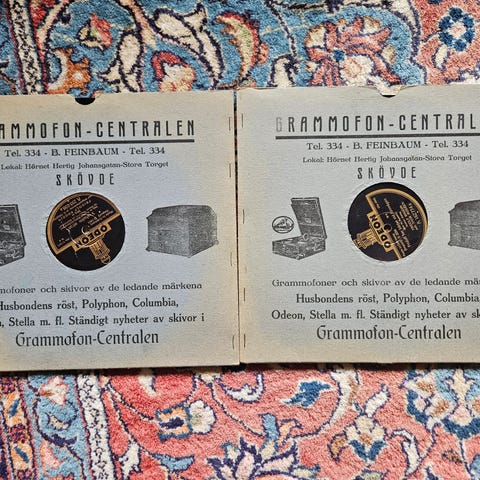 RAMMOFON-CENTRALEN
Tel. 334 - B. FEINBAUM - Tel. 334
Lokal: Hörnet Hertig Johansgatan-Stora Torget
SKÖVDE
ODEON
mofoner och skivor av de ledande märkena
Husbondens röst, Polyphon, Columbia,
n, Stella m. fl. Ständigt nyheter av skivor i
Grammofon-Centralen
GRAMMOFON-CENTRAL
Tel. 334 - B. FEINBAUM - Tel. 334
Lokal: Hörnet Hertig Johansgatan-Stora Torget
SKÖVDE
ODEON
Grammofoner och skivor av de ledande märken
Husbondens röst, Polyphon, Columbia
Odeon, Stella m. fl. Ständigt nyheter av sk
Grammofon-Centralen